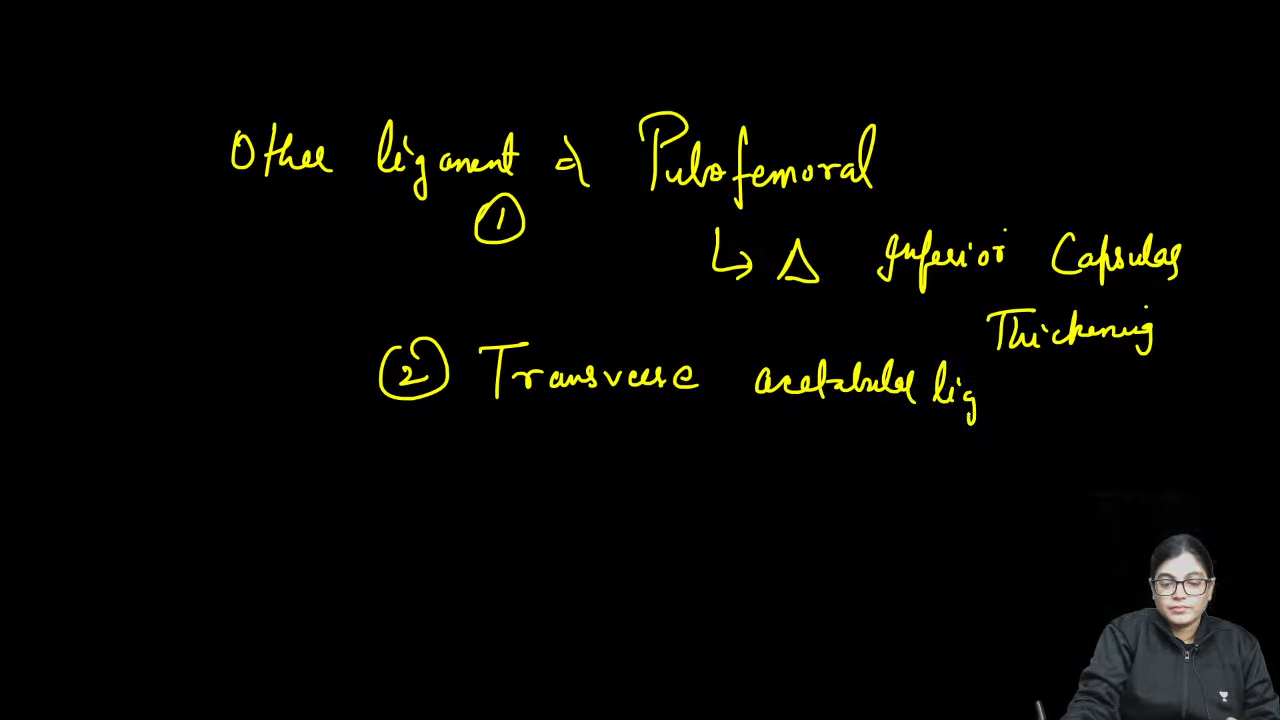 Other ligament ⇒ Pubofemoral
①
↳ △ Inferior Capsular
Thickening
② Transverse acetabular lig